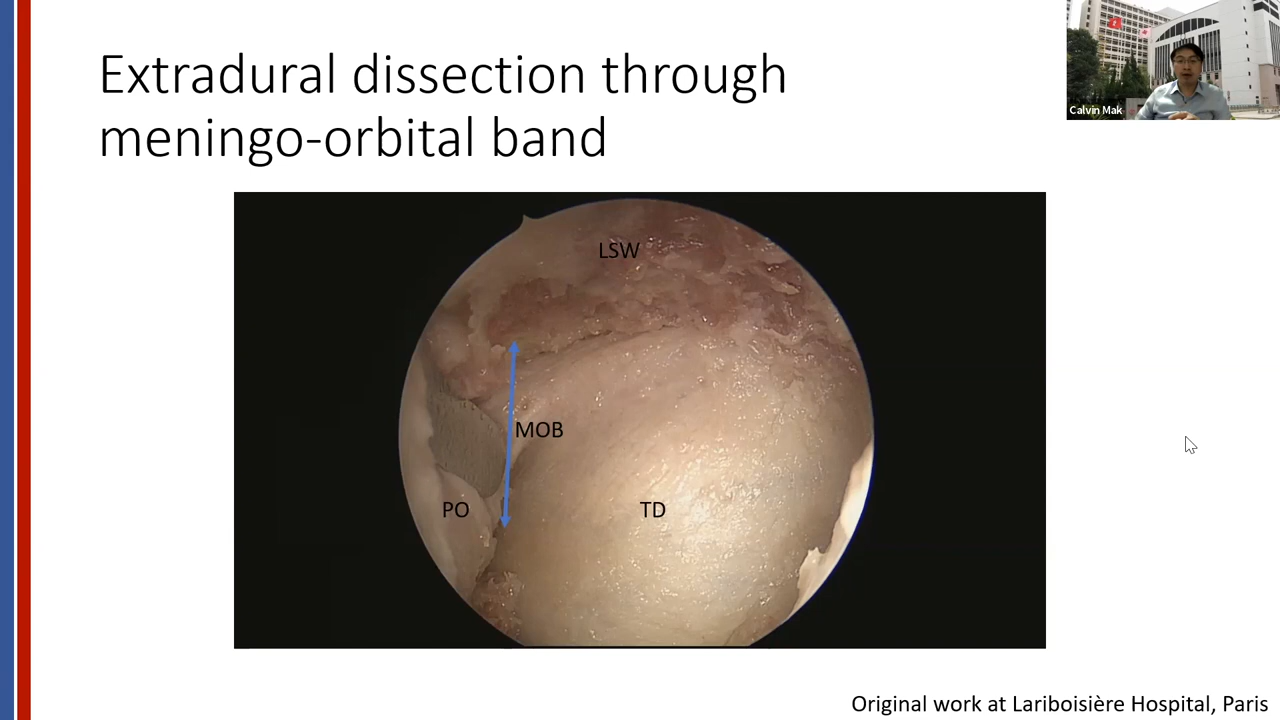 Extradural dissection through
meningo-orbital band
Calvin Mak
LSW
MOB
PO
TD
Original work at Lariboisière Hospital, Paris